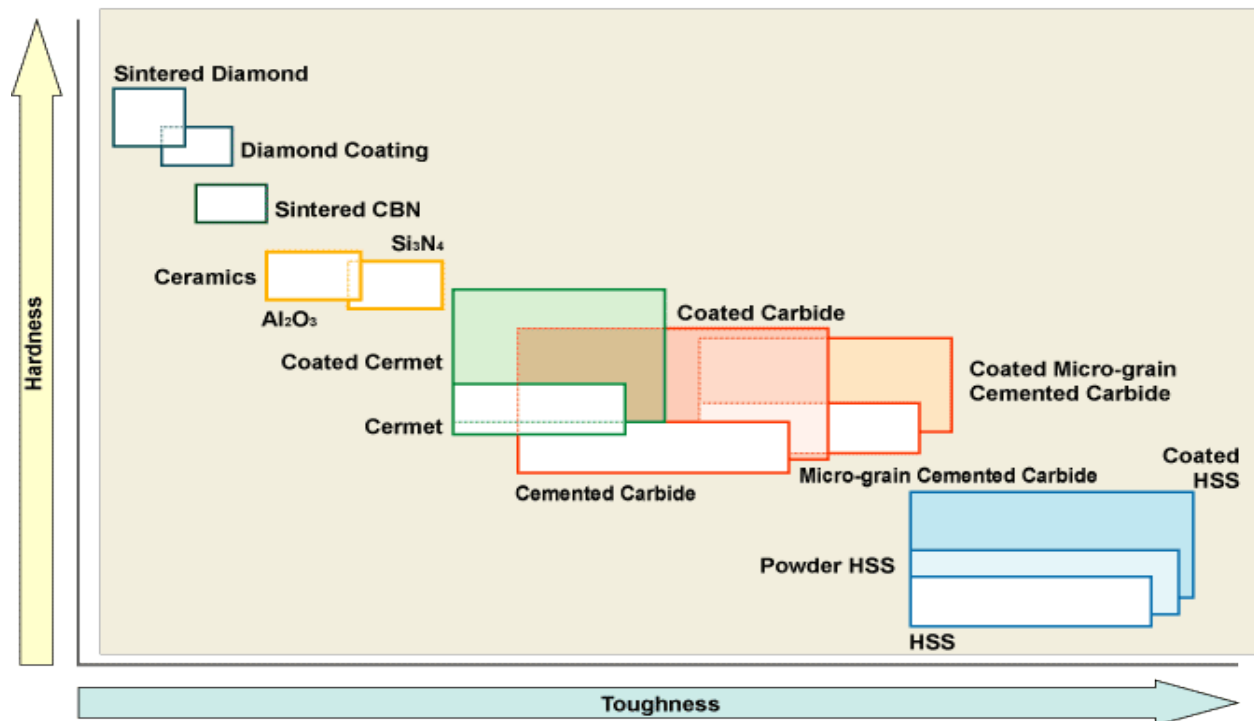 Sintered Diamond
Diamond Coating
Sintered CBN
Si₃N₄
Ceramics
Al₂O₃
Coated Carbide
Coated Cermet
Coated Micro-grain
Cemented Carbide
Cermet
Coated
HSS
Micro-grain Cemented Carbide
Cemented Carbide
Powder HSS
HSS
Hardness
Toughness